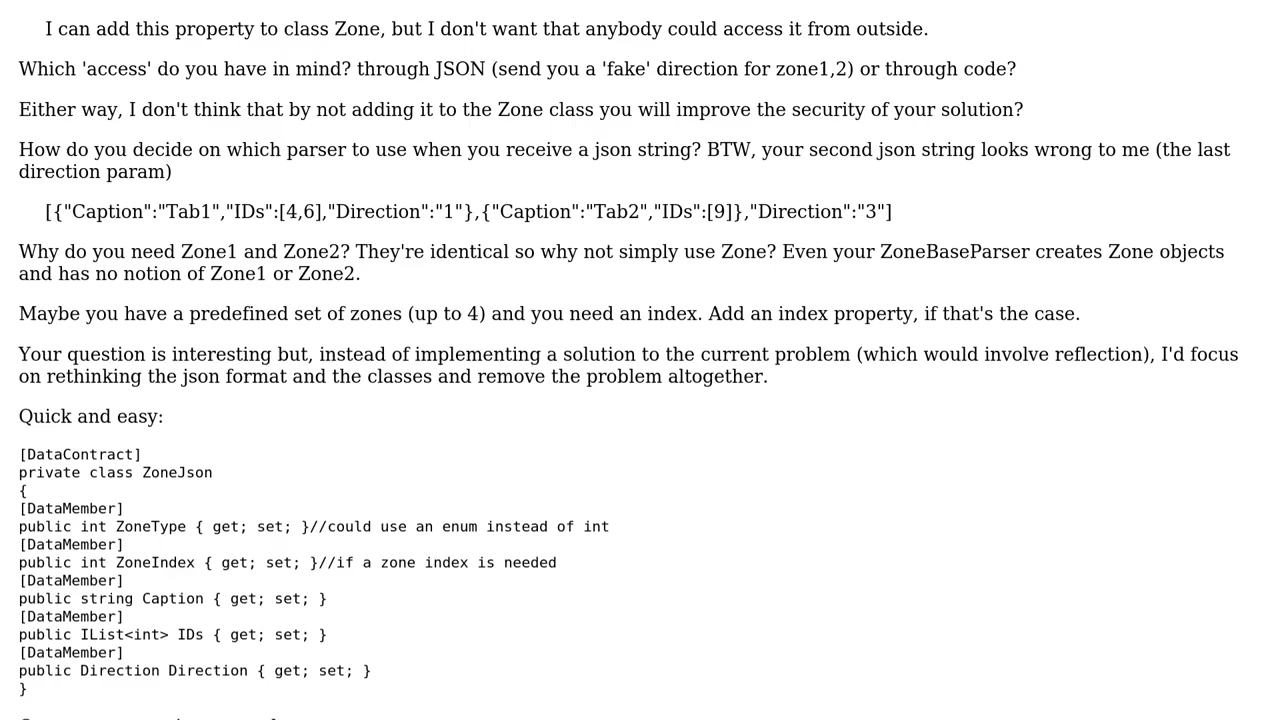 I can add this property to class Zone, but I don't want that anybody could access it from outside.
Which 'access' do you have in mind? through JSON (send you a 'fake' direction for zone1,2) or through code?
Either way, I don't think that by not adding it to the Zone class you will improve the security of your solution?
How do you decide on which parser to use when you receive a json string? BTW, your second json string looks wrong to me (the last
direction param)
[{"Caption":"Tab1","IDs":[4,6],"Direction":"1"},{"Caption":"Tab2","IDs":[9]},"Direction":"3"]
Why do you need Zone1 and Zone2? They're identical so why not simply use Zone? Even your ZoneBaseParser creates Zone objects
and has no notion of Zone1 or Zone2.
Maybe you have a predefined set of zones (up to 4) and you need an index. Add an index property, if that's the case.
Your question is interesting but, instead of implementing a solution to the current problem (which would involve reflection), I'd focus
on rethinking the json format and the classes and remove the problem altogether.
Quick and easy:
[DataContract]
private class ZoneJson
{
[DataMember]
public int ZoneType { get; set; }//could use an enum instead of int
[DataMember]
public int ZoneIndex { get; set; }//if a zone index is needed
[DataMember]
public string Caption { get; set; }
[DataMember]
public IList<int> IDs { get; set; }
[DataMember]
public Direction Direction { get; set; }
}